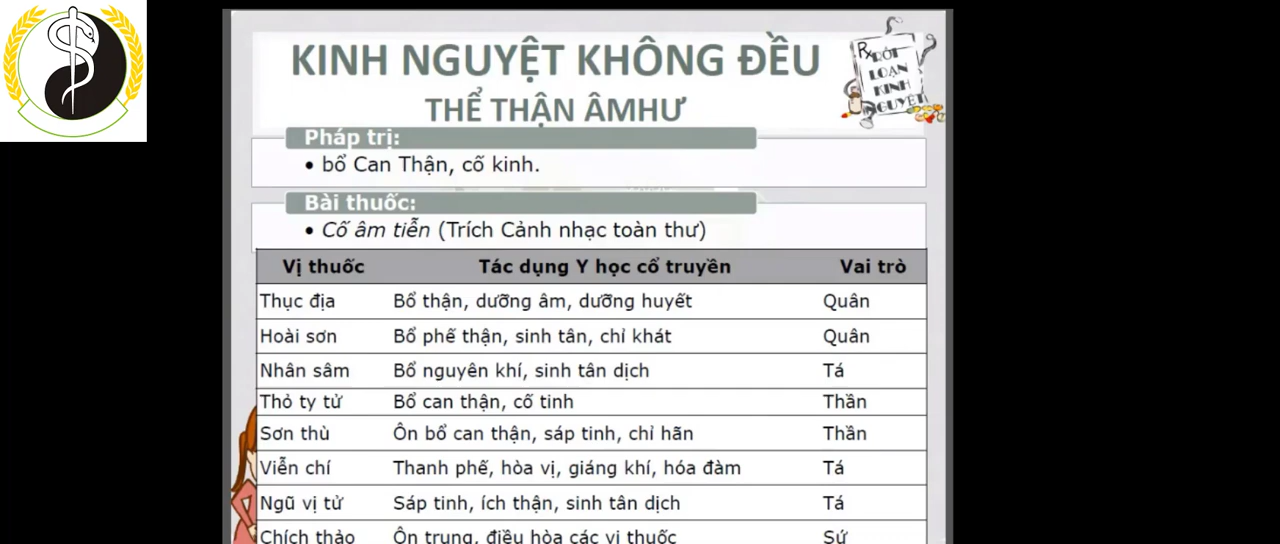 KINH NGUYỆT KHÔNG ĐỀU
THỂ THẬN ÂMHƯ
RỐI
LOẠN
KINH
NGUYỆT
Pháp trị:
• bổ Can Thận, cố kinh.
Bài thuốc:
• Cố âm tiễn (Trích Cảnh nhạc toàn thư)
Vị thuốc Tác dụng Y học cổ truyền Vai trò
Thục địa Bổ thận, dưỡng âm, dưỡng huyết Quân
Hoài sơn Bổ phế thận, sinh tân, chỉ khát Quân
Nhân sâm Bổ nguyên khí, sinh tân dịch Tá
Thỏ ty tử Bổ can thận, cố tinh Thần
Sơn thù Ôn bổ can thận, sáp tinh, chỉ hãn Thần
Viễn chí Thanh phế, hòa vị, giáng khí, hóa đàm Tá
Ngũ vị tử Sáp tinh, ích thận, sinh tân dịch Tá
Chích thảo Ôn trung, điều hòa các vị thuốc Sứ